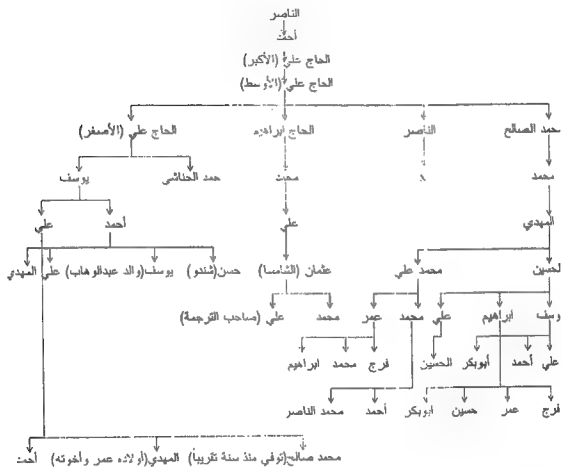 الناصر
أحمد
الحاج علي (الأكبر)
الحاج علي (الأوسط)
حمد الصالح الناصر الحاج ابراهيم الحاج علي (الأصغر)
محمد محمد حمد الحناشي يوسف
المهدي علي أحمد علي
لحسين محمد علي عثمان (الشامسا) حسن(شندو) يوسف(والد عبدالوهاب) علي المهدي
وسف ابراهيم علي محمد عمر محمد علي (صاحب الترجمة)
علي أحمد أبوبكر الحسين فرج محمد ابراهيم
فرج عمر حسين ابوبكر أحمد محمد الناصر
محمد صالح(توفي منذ سنة تقريباً) المهدي(أولاده عمر وأخوته) أحمد